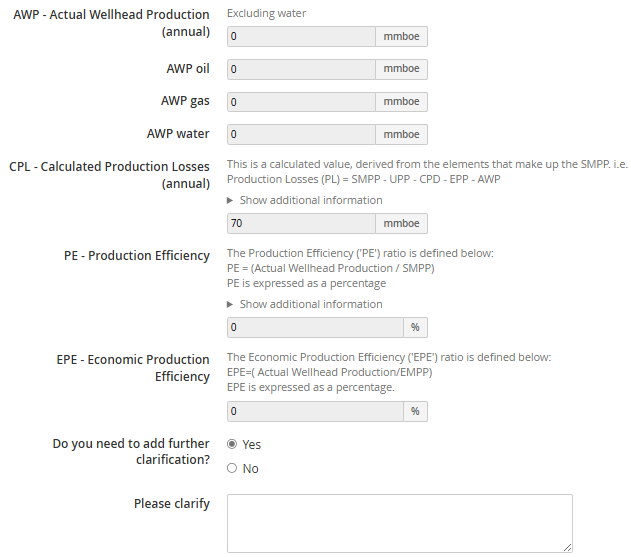 AWP - Actual Wellhead Production (annual)
Excluding water
0 mmboe
AWP oil
0 mmboe
AWP gas
0 mmboe
AWP water
0 mmboe
CPL - Calculated Production Losses (annual)
This is a calculated value, derived from the elements that make up the SMPP. i.e.
Production Losses (PL) = SMPP - UPP - CPD - EPP - AWP
Show additional information
70 mmboe
PE - Production Efficiency
The Production Efficiency ('PE') ratio is defined below:
PE = (Actual Wellhead Production / SMPP)
PE is expressed as a percentage
Show additional information
0 %
EPE - Economic Production Efficiency
The Economic Production Efficiency ('EPE') ratio is defined below:
EPE=( Actual Wellhead Production/EMPP)
EPE is expressed as a percentage.
0 %
Do you need to add further clarification?
Yes
No
Please clarify